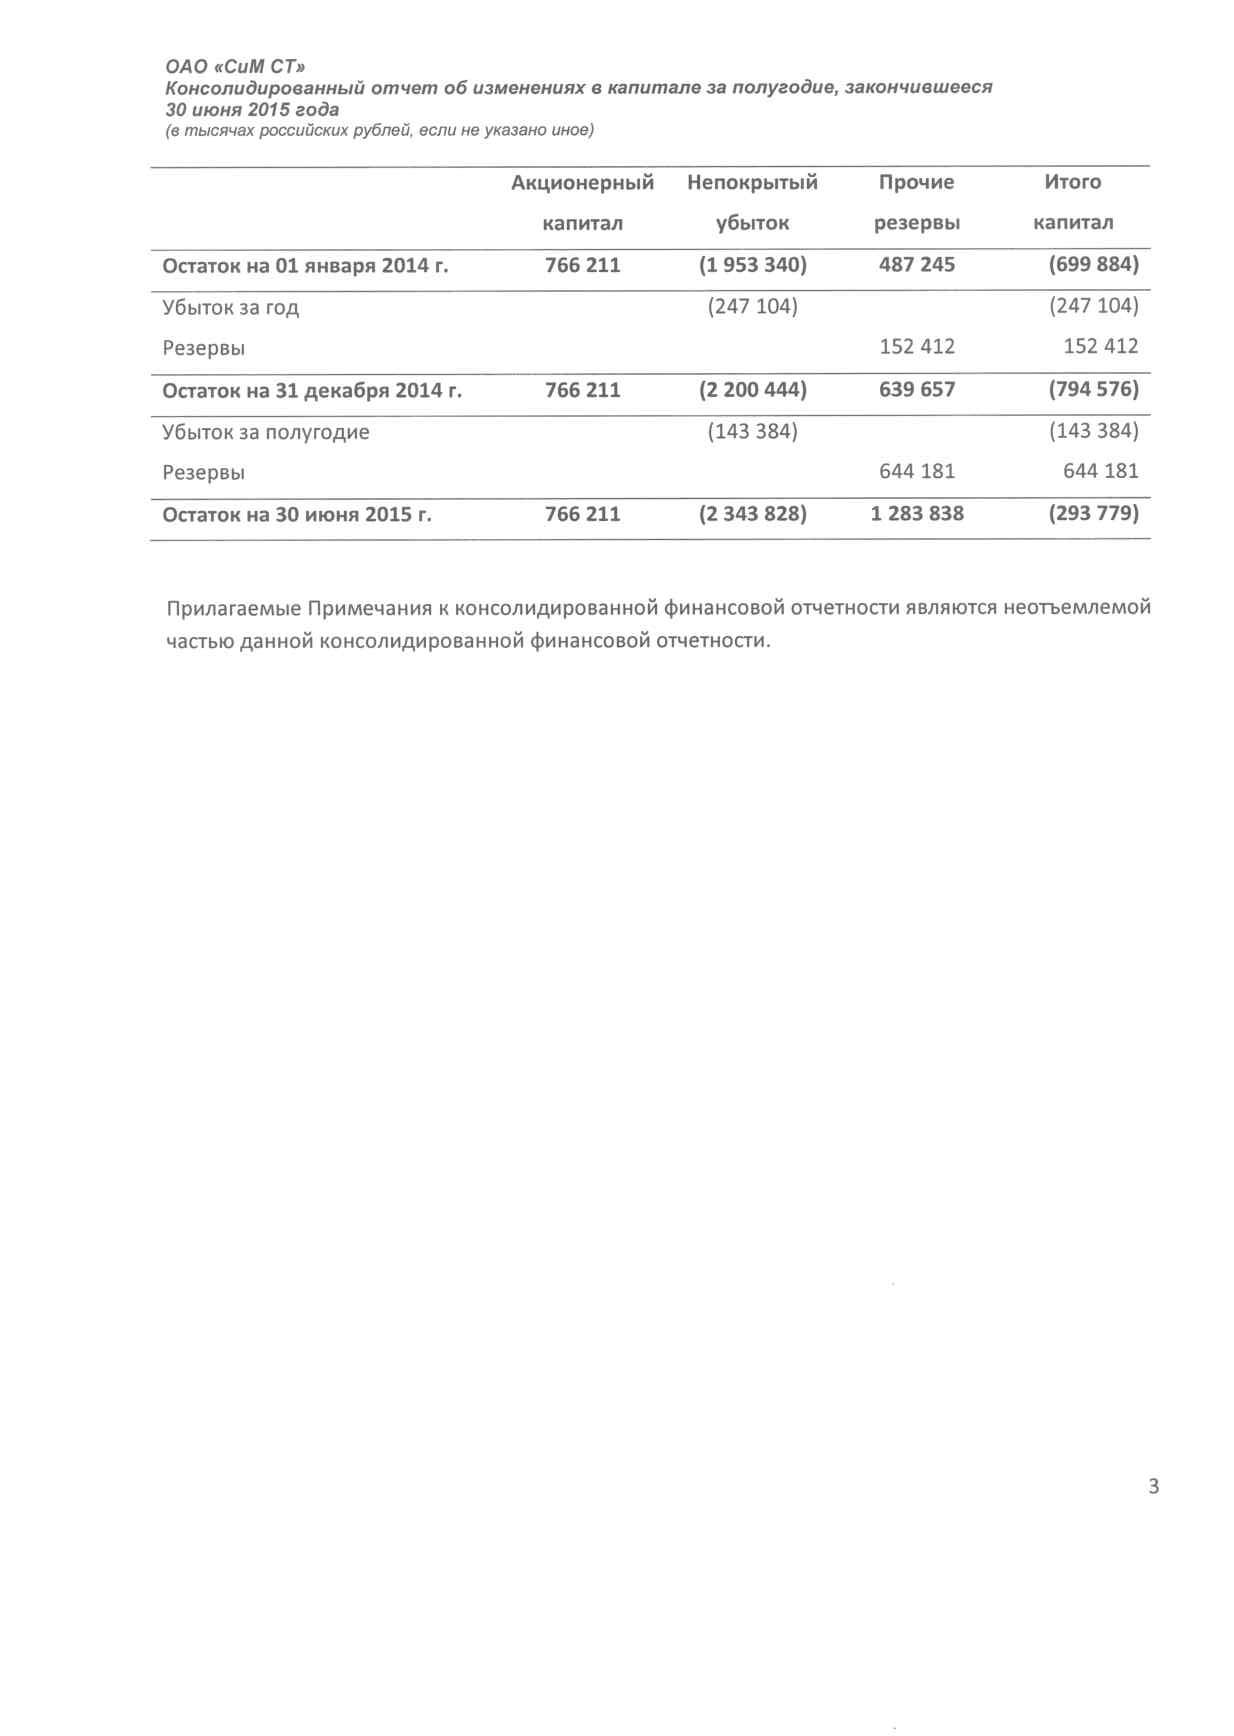 ОАО «СиМ СТ»
Консолидированный отчет об изменениях в капитале за полугодие, закончившееся
30 июня 2015 года
(в тысячах российских рублей, если не указано иное)
Акционерный Непокрытый Прочие Итого
капитал убыток резервы капитал
Остаток на 01 января 2014 г. 766 211 (1 953 340) 487 245 (699 884)
Убыток за год (247 104) (247 104)
Резервы 152 412 152 412
Остаток на 31 декабря 2014 г. 766 211 (2 200 444) 639 657 (794 576)
Убыток за полугодие (143 384) (143 384)
Резервы 644 181 644 181
Остаток на 30 июня 2015 г. 766 211 (2 343 828) 1 283 838 (293 779)
Прилагаемые Примечания к консолидированной финансовой отчетности являются неотъемлемой
частью данной консолидированной финансовой отчетности.
3